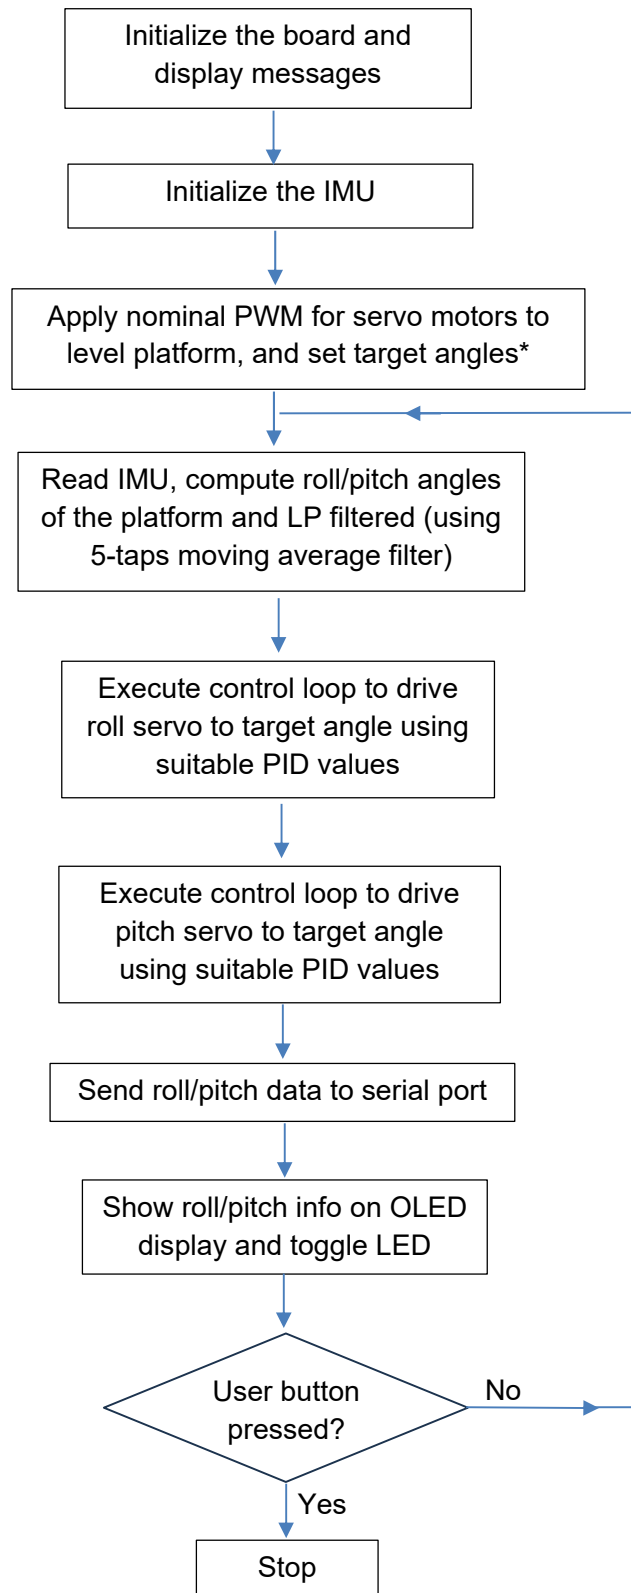 Initialize the board and
display messages
Initialize the IMU
Apply nominal PWM for servo motors to
level platform, and set target angles*
Read IMU, compute roll/pitch angles
of the platform and LP filtered (using
5-taps moving average filter)
Execute control loop to drive
roll servo to target angle using
suitable PID values
Execute control loop to drive
pitch servo to target angle
using suitable PID values
Send roll/pitch data to serial port
Show roll/pitch info on OLED
display and toggle LED
User button
pressed?
No
Yes
Stop